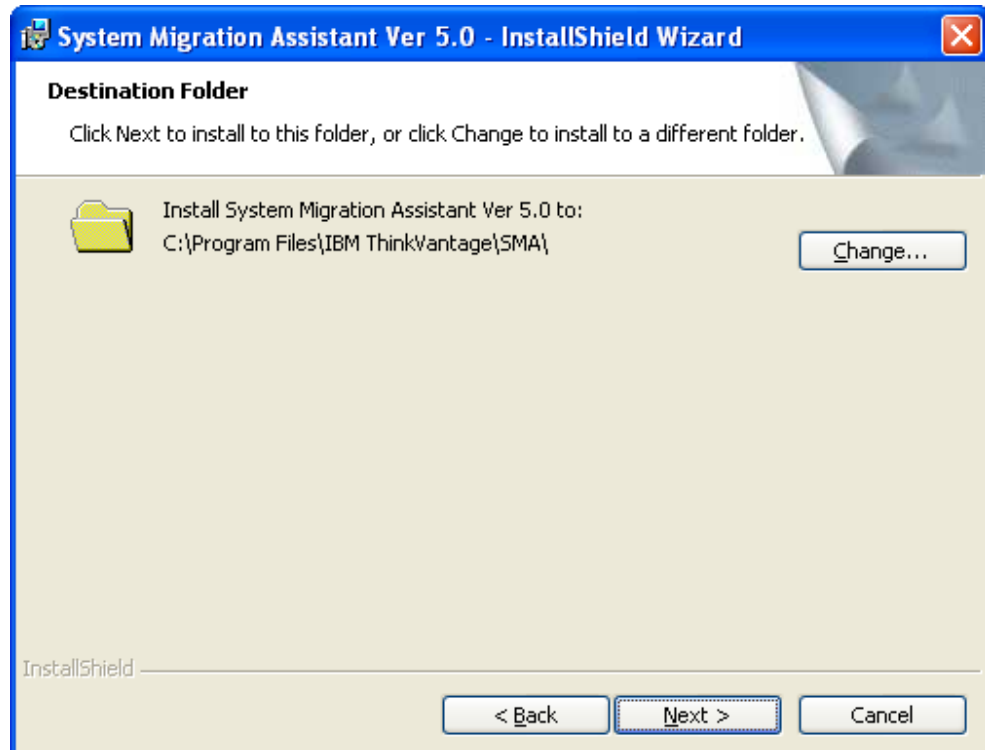 System Migration Assistant Ver 5.0 - InstallShield Wizard
Destination Folder
Click Next to install to this folder, or click Change to install to a different folder.
Install System Migration Assistant Ver 5.0 to:
C:\Program Files\IBM ThinkVantage\SMA\
Change...
InstallShield
< Back
Next >
Cancel